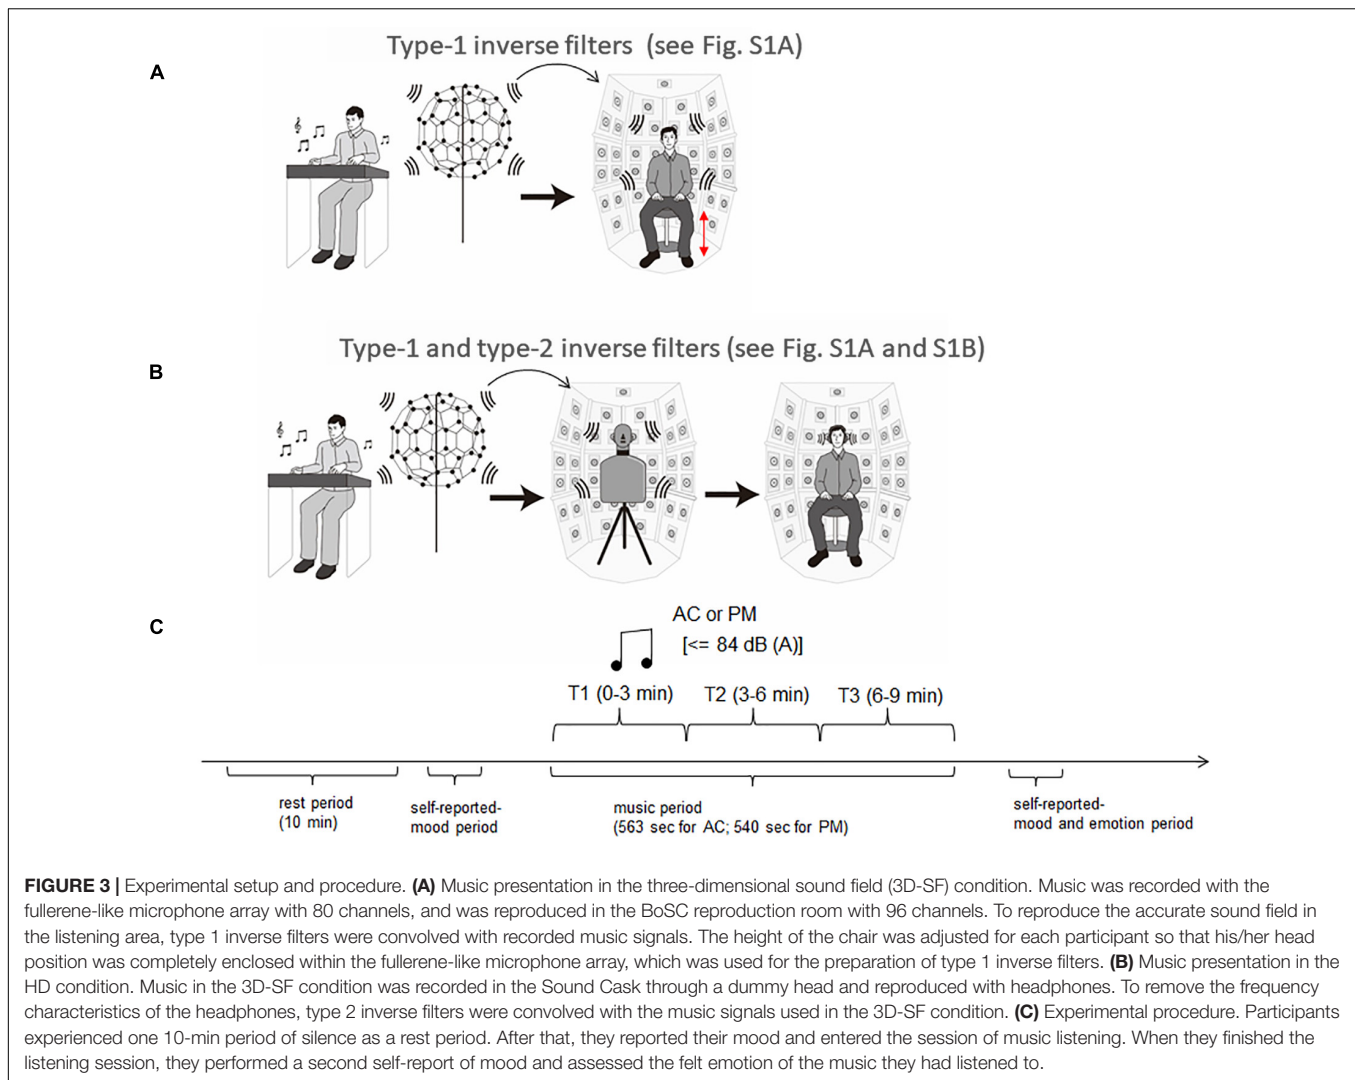 Type-1 inverse filters (see Fig. S1A)
A
Type-1 and type-2 inverse filters (see Fig. S1A and S1B)
B
C
AC or PM
[<= 84 dB (A)]
T1 (0-3 min)
T2 (3-6 min)
T3 (6-9 min)
rest period
(10 min)
self-reported-
mood period
music period
(563 sec for AC; 540 sec for PM)
self-reported-
mood and emotion period
FIGURE 3 | Experimental setup and procedure. (A) Music presentation in the three-dimensional sound field (3D-SF) condition. Music was recorded with the
fullerene-like microphone array with 80 channels, and was reproduced in the BoSC reproduction room with 96 channels. To reproduce the accurate sound field in
the listening area, type 1 inverse filters were convolved with recorded music signals. The height of the chair was adjusted for each participant so that his/her head
position was completely enclosed within the fullerene-like microphone array, which was used for the preparation of type 1 inverse filters. (B) Music presentation in the
HD condition. Music in the 3D-SF condition was recorded in the Sound Cask through a dummy head and reproduced with headphones. To remove the frequency
characteristics of the headphones, type 2 inverse filters were convolved with the music signals used in the 3D-SF condition. (C) Experimental procedure. Participants
experienced one 10-min period of silence as a rest period. After that, they reported their mood and entered the session of music listening. When they finished the
listening session, they performed a second self-report of mood and assessed the felt emotion of the music they had listened to.